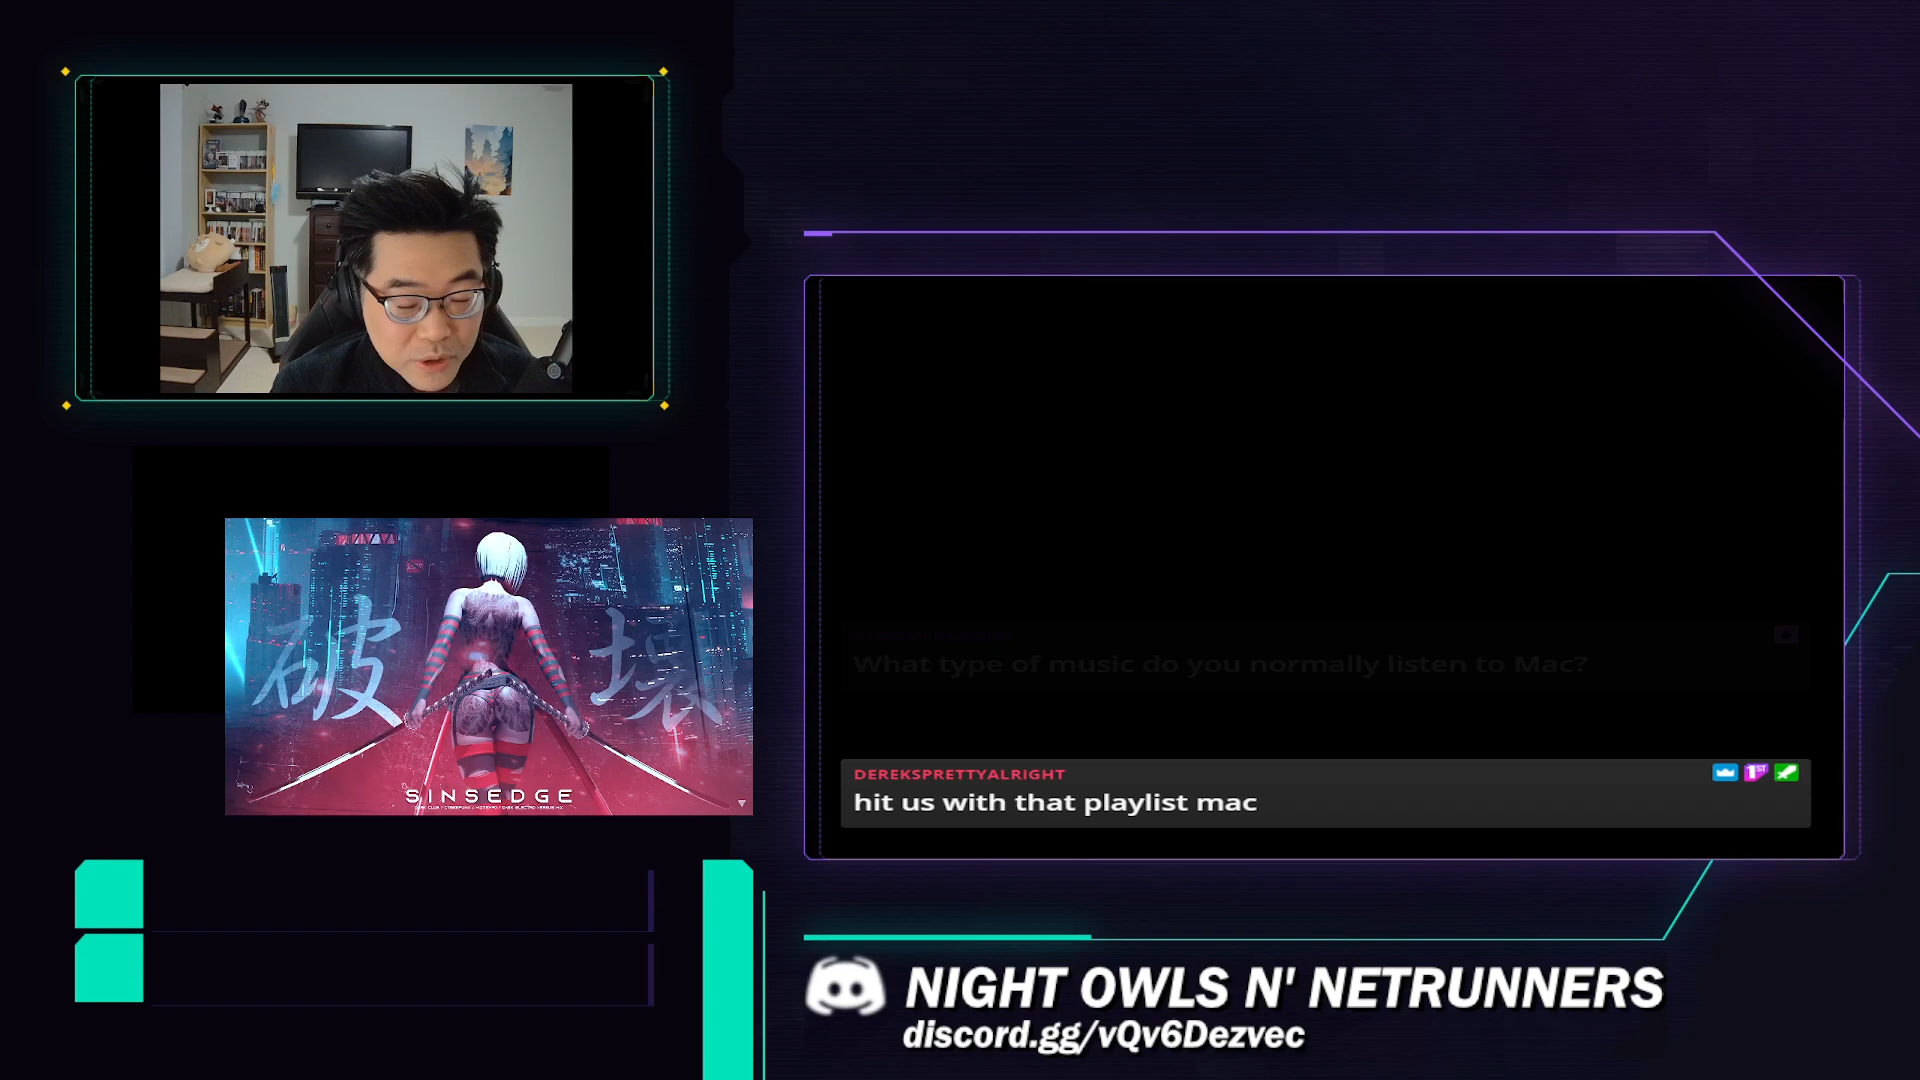 破壊
SINSEDGE
What type of music do you normally listen to Mac?
DEREKSPRETTYALRIGHT
1ST
hit us with that playlist mac
NIGHT OWLS N' NETRUNNERS
discord.gg/vQv6Dezvec